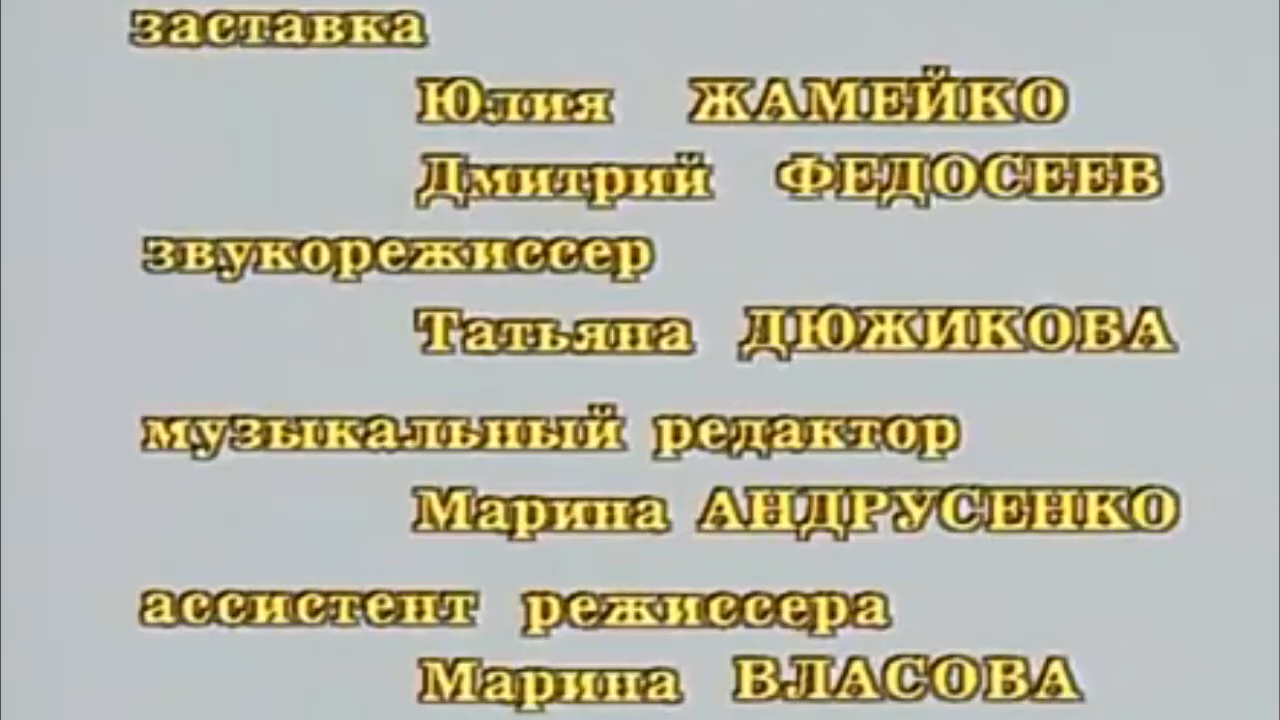 заставка
Юлия ЖАМЕЙКО
Дмитрий ФЕДОСЕЕВ
звукорежиссер
Татьяна ДЮЖИКОВА
музыкальный редактор
Марина АНДРУСЕНКО
ассистент режиссера
Марина ВЛАСОВА